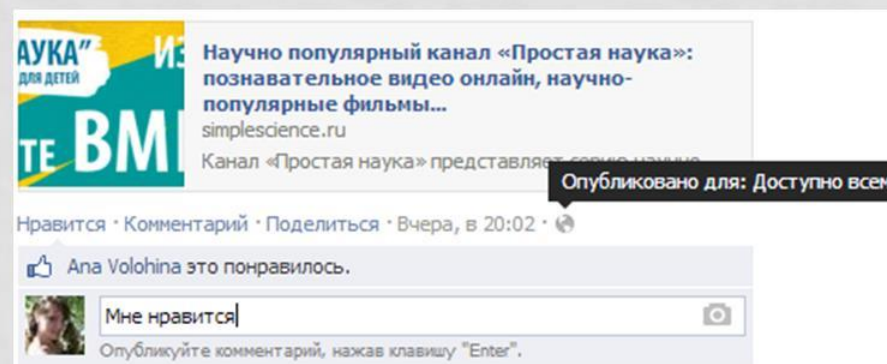 АУКА"
ДЛЯ ДЕТЕЙ
ТЕ ВМ
Научно популярный канал «Простая наука»:
познавательное видео онлайн, научно-
популярные фильмы...
simplescience.ru
Канал «Простая наука» представляет серию научно
Опубликовано для: Доступно всем
Нравится · Комментарий · Поделиться · Вчера, в 20:02 ·
Ana Volohina это понравилось.
Мне нравится
Опубликуйте комментарий, нажав клавишу "Enter".